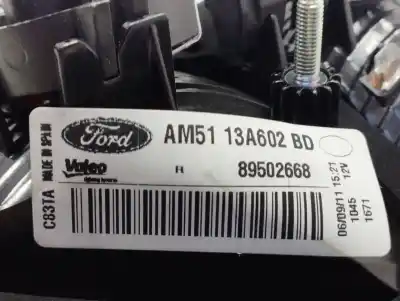 MADE IN SPAIN
C83TA
Ford
AM51 13A602 BD
Valeo
R
89502668
06/09/11 15:21
12V
1045
1671